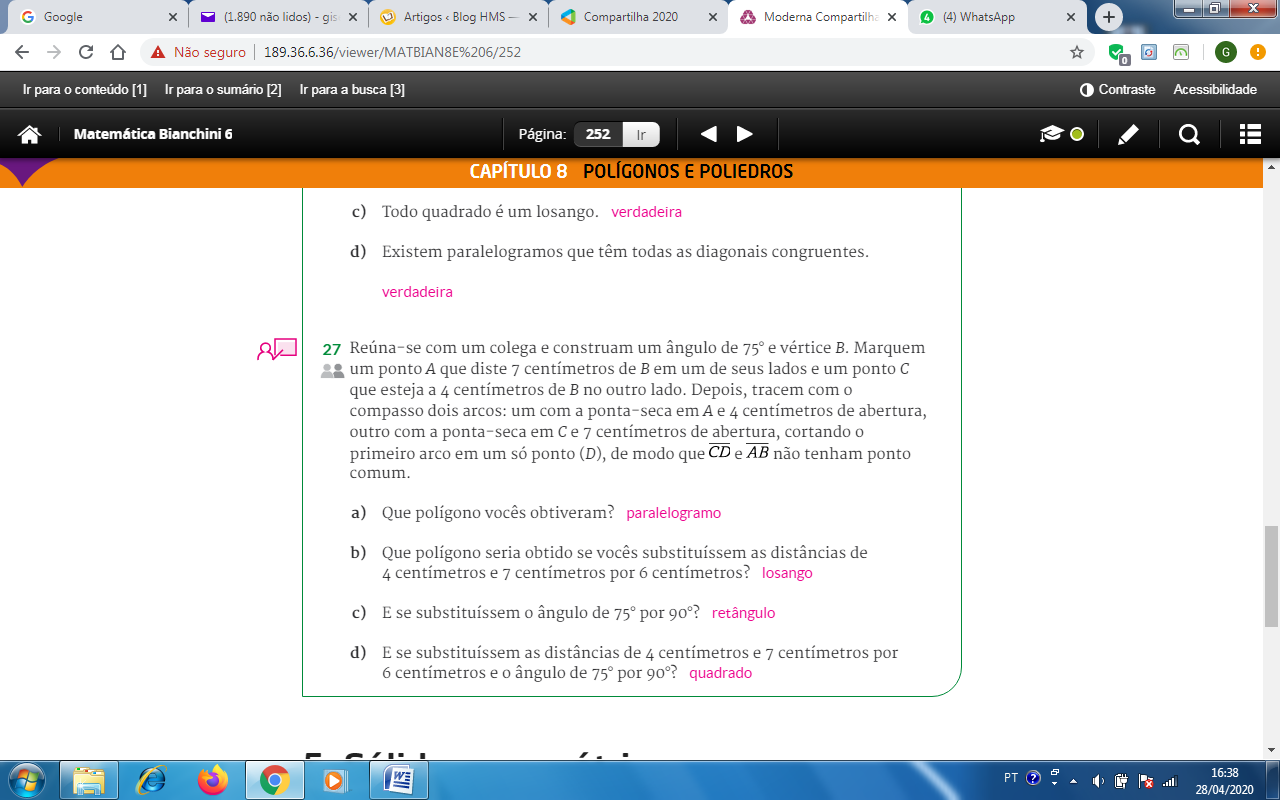 Google
(1.890 não lidos) - gis
Artigos ‹ Blog HMS —
Compartilha 2020
Moderna Compartilha
(4) WhatsApp
Não seguro 189.36.6.36/viewer/MATBIAN8E%206/252
G
0
Ir para o conteúdo [1] Ir para o sumário [2] Ir para a busca [3]
Contraste Acessibilidade
Matemática Bianchini 6
Página: 252 Ir
CAPÍTULO 8 POLÍGONOS E POLIEDROS
c) Todo quadrado é um losango. verdadeira
d) Existem paralelogramos que têm todas as diagonais congruentes.
verdadeira
27 Reúna-se com um colega e construam um ângulo de 75° e vértice B. Marquem
um ponto A que diste 7 centímetros de B em um de seus lados e um ponto C
que esteja a 4 centímetros de B no outro lado. Depois, tracem com o
compasso dois arcos: um com a ponta-seca em A e 4 centímetros de abertura,
outro com a ponta-seca em C e 7 centímetros de abertura, cortando o
primeiro arco em um só ponto (D), de modo que CD e AB não tenham ponto
comum.
a) Que polígono vocês obtiveram? paralelogramo
b) Que polígono seria obtido se vocês substituíssem as distâncias de
4 centímetros e 7 centímetros por 6 centímetros? losango
c) E se substituíssem o ângulo de 75° por 90°? retângulo
d) E se substituíssem as distâncias de 4 centímetros e 7 centímetros por
6 centímetros e o ângulo de 75° por 90°? quadrado
PT
16:38
28/04/2020